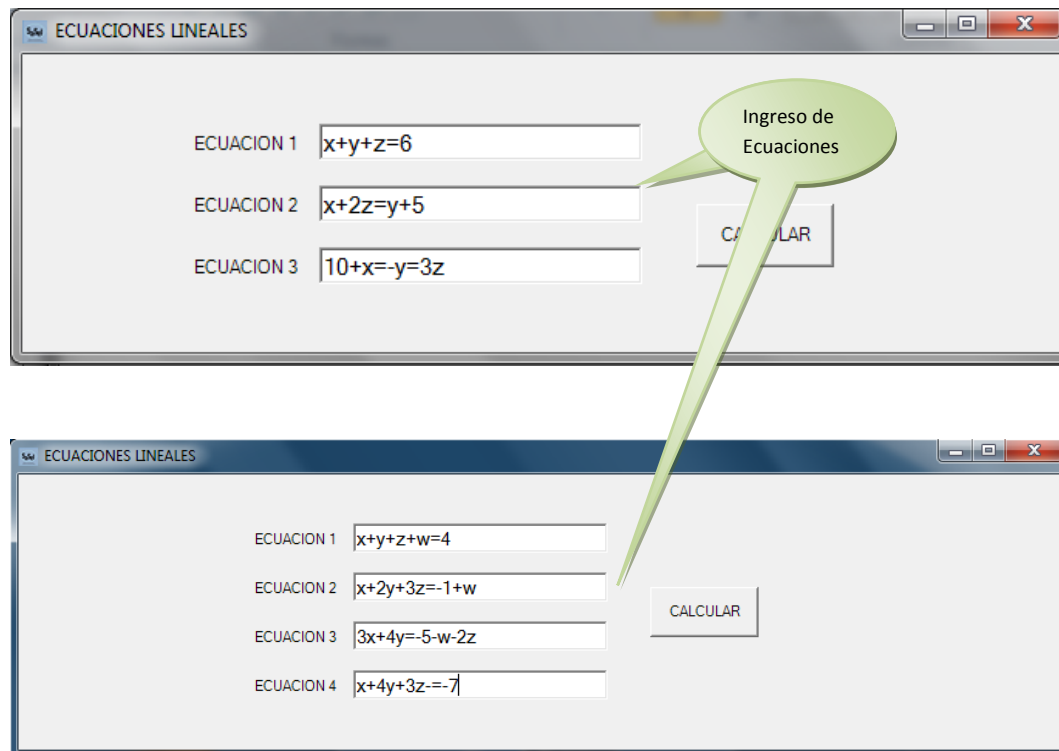 ECUACIONES LINEALES
ECUACION 1 x+y+z=6
ECUACION 2 x+2z=y+5
ECUACION 3 10+x=-y=3z
Ingreso de
Ecuaciones
ECUACIONES LINEALES
ECUACION 1 x+y+z+w=4
ECUACION 2 x+2y+3z=-1+w
CALCULAR
ECUACION 3 3x+4y=-5-w-2z
ECUACION 4 x+4y+3z-=-7